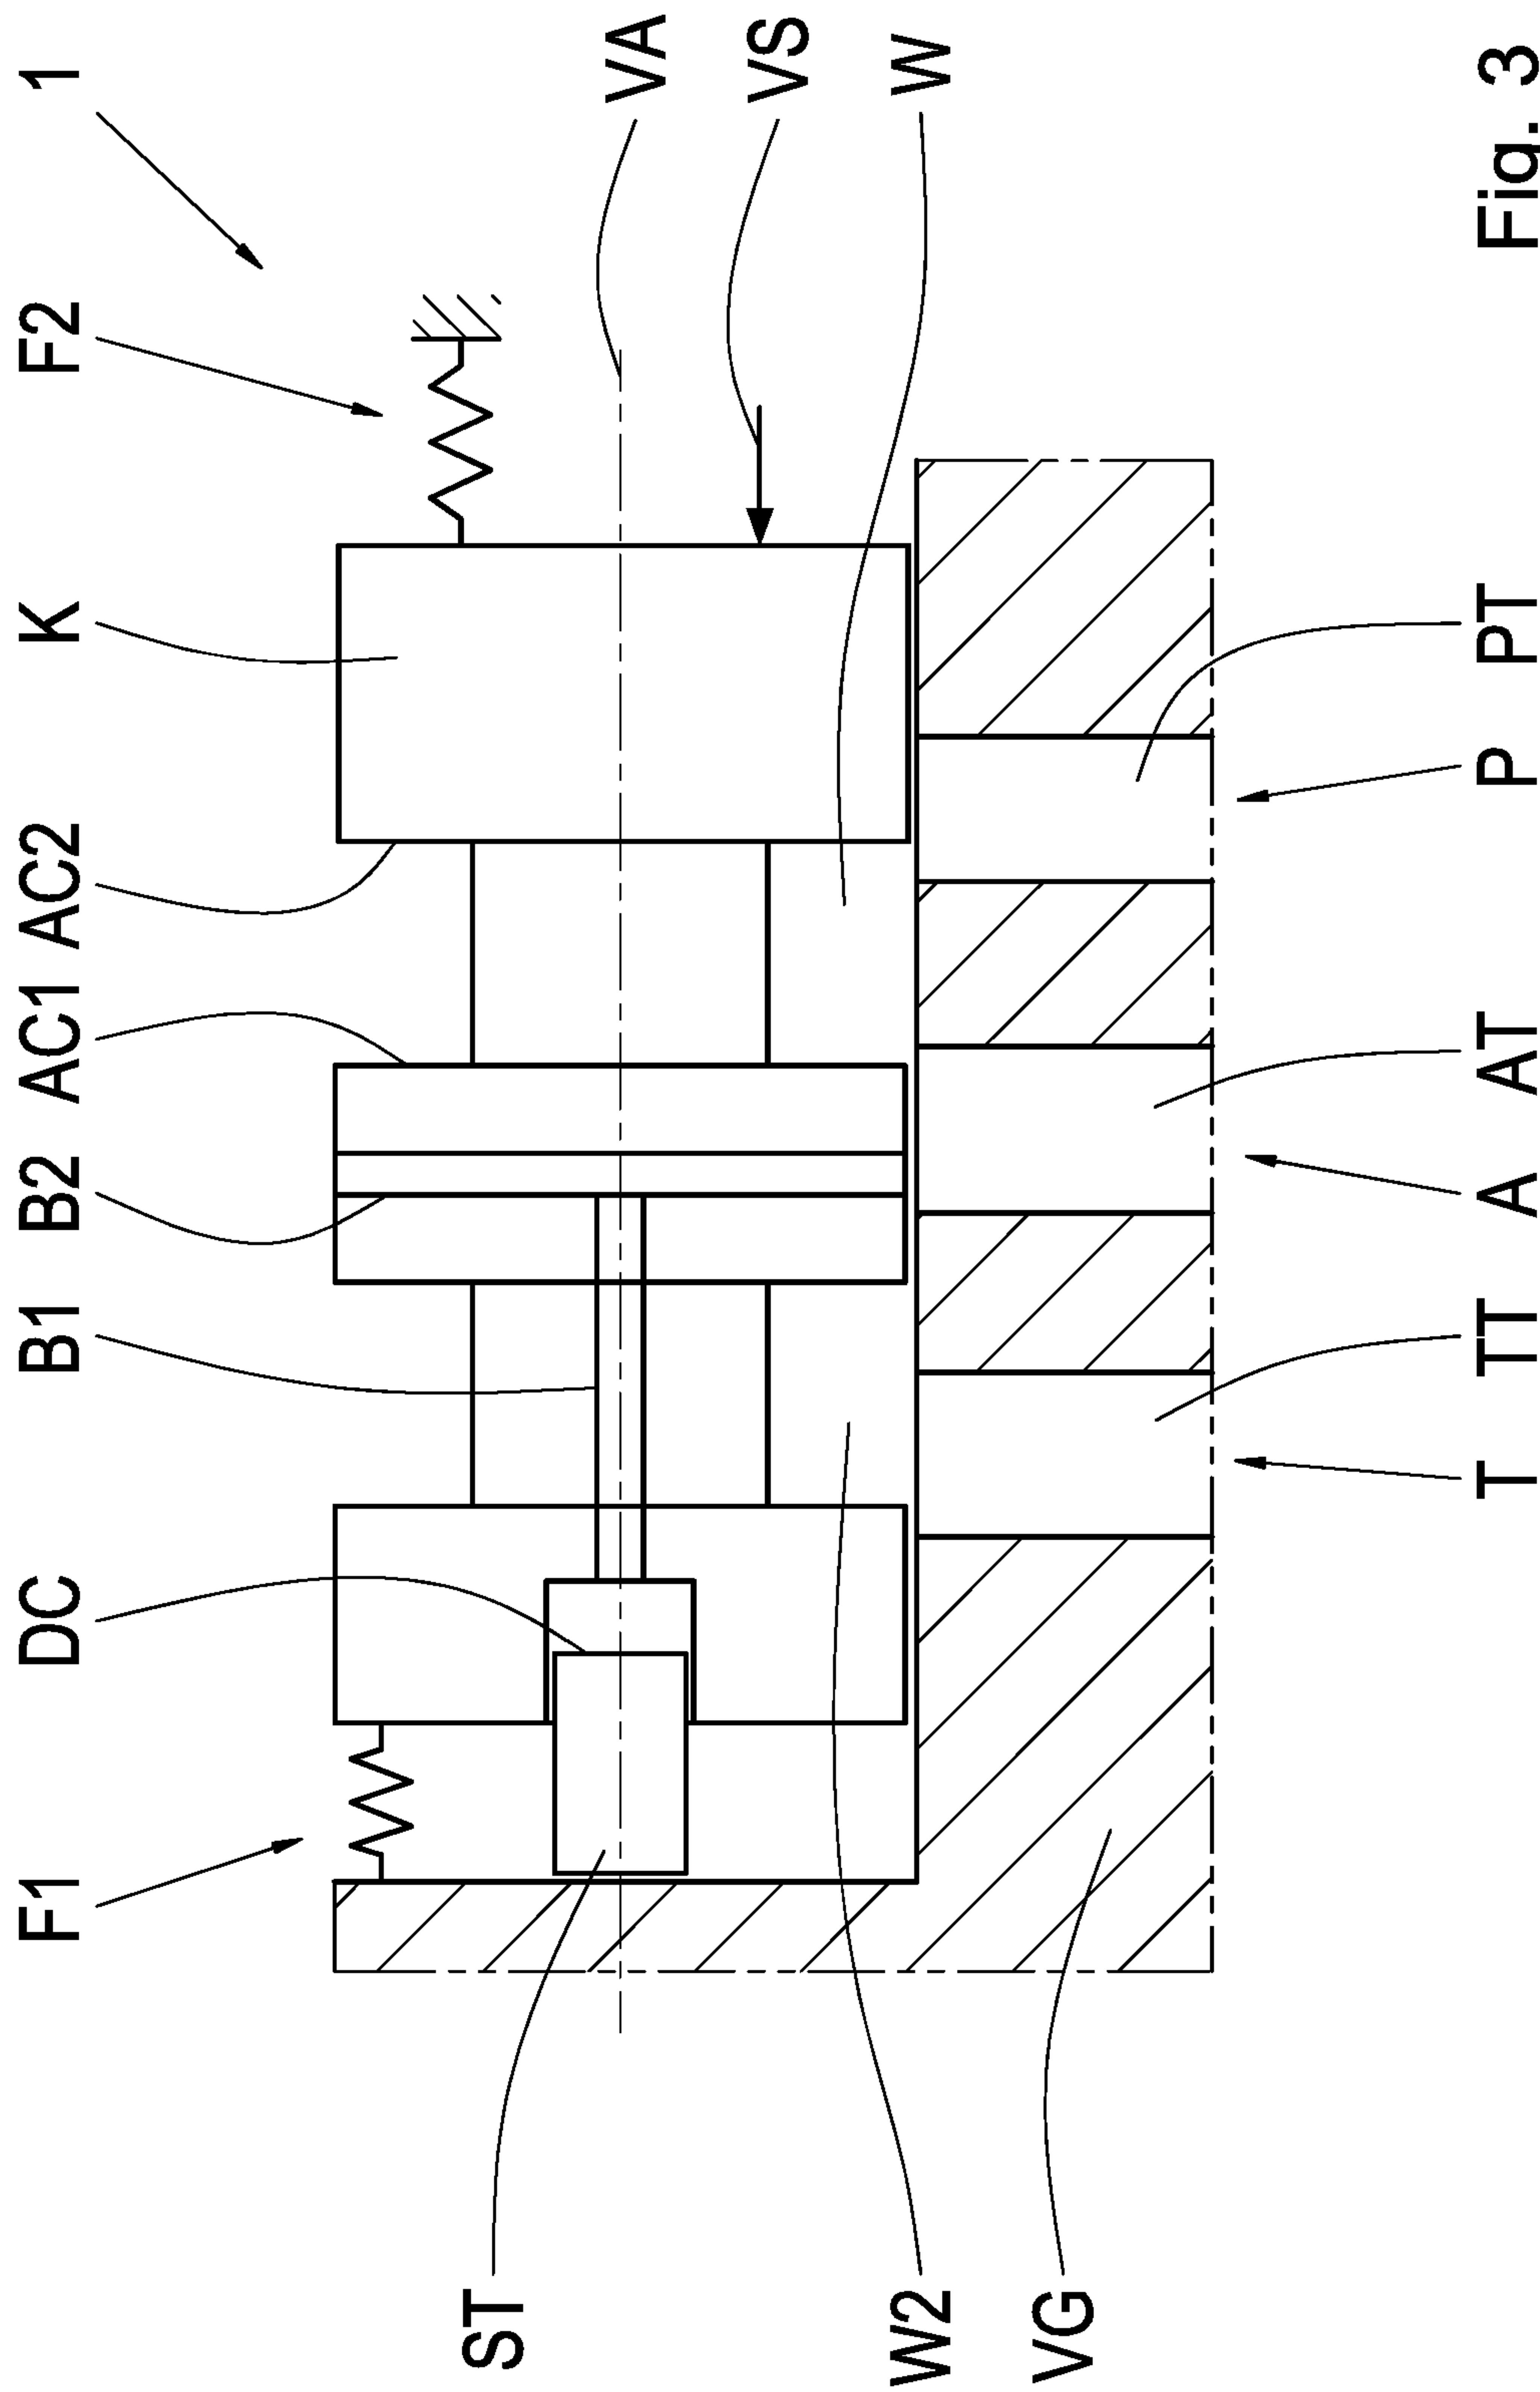 F1 DC B1 B2 AC1 AC2 K F2 1
ST
VA
VS
W2
W
VG
T TT A AT P PT
Fig. 3